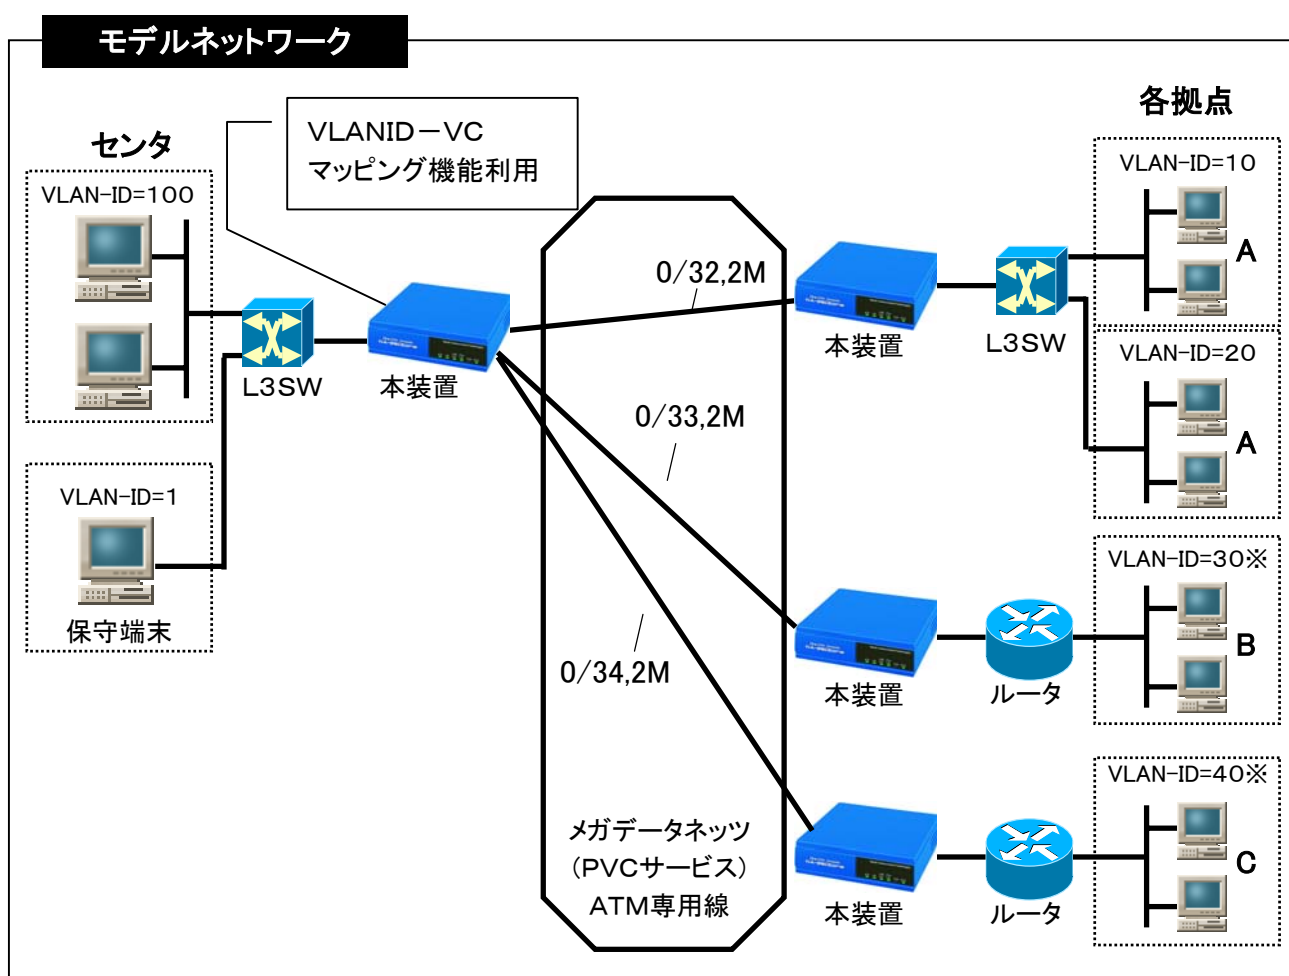 モデルネットワーク
VLANID－VC
マッピング機能利用
センタ
VLAN-ID=100
L3SW
本装置
VLAN-ID=1
保守端末
0/32,2M
0/33,2M
0/34,2M
メガデータネッツ
(PVCサービス)
ATM専用線
各拠点
本装置
L3SW
VLAN-ID=10
A
VLAN-ID=20
A
本装置
ルータ
VLAN-ID=30※
B
本装置
ルータ
VLAN-ID=40※
C